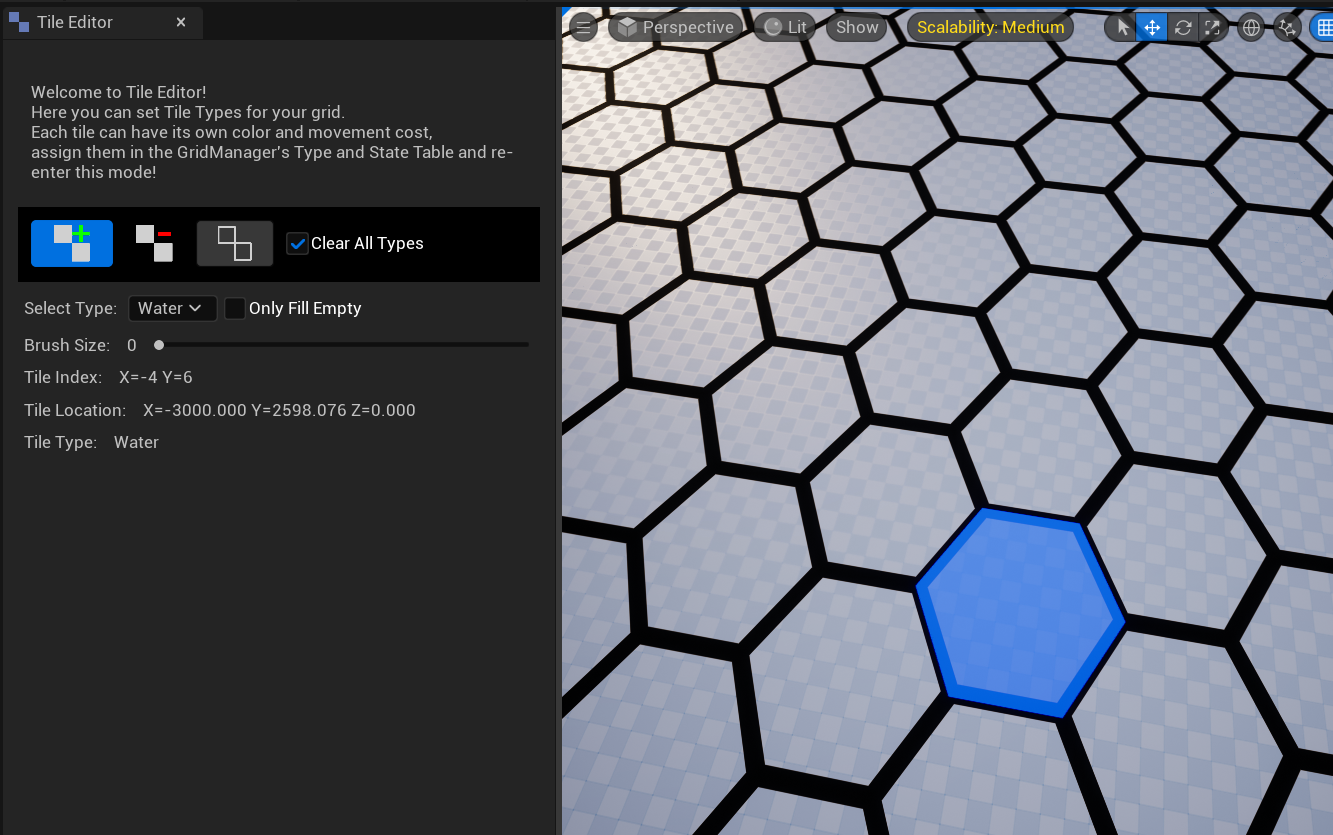 Tile Editor
Perspective
Lit
Show
Scalability: Medium
Welcome to Tile Editor!
Here you can set Tile Types for your grid.
Each tile can have its own color and movement cost,
assign them in the GridManager's Type and State Table and re-
enter this mode!
Clear All Types
Select Type: Water Only Fill Empty
Brush Size: 0
Tile Index: X=-4 Y=6
Tile Location: X=-3000.000 Y=2598.076 Z=0.000
Tile Type: Water